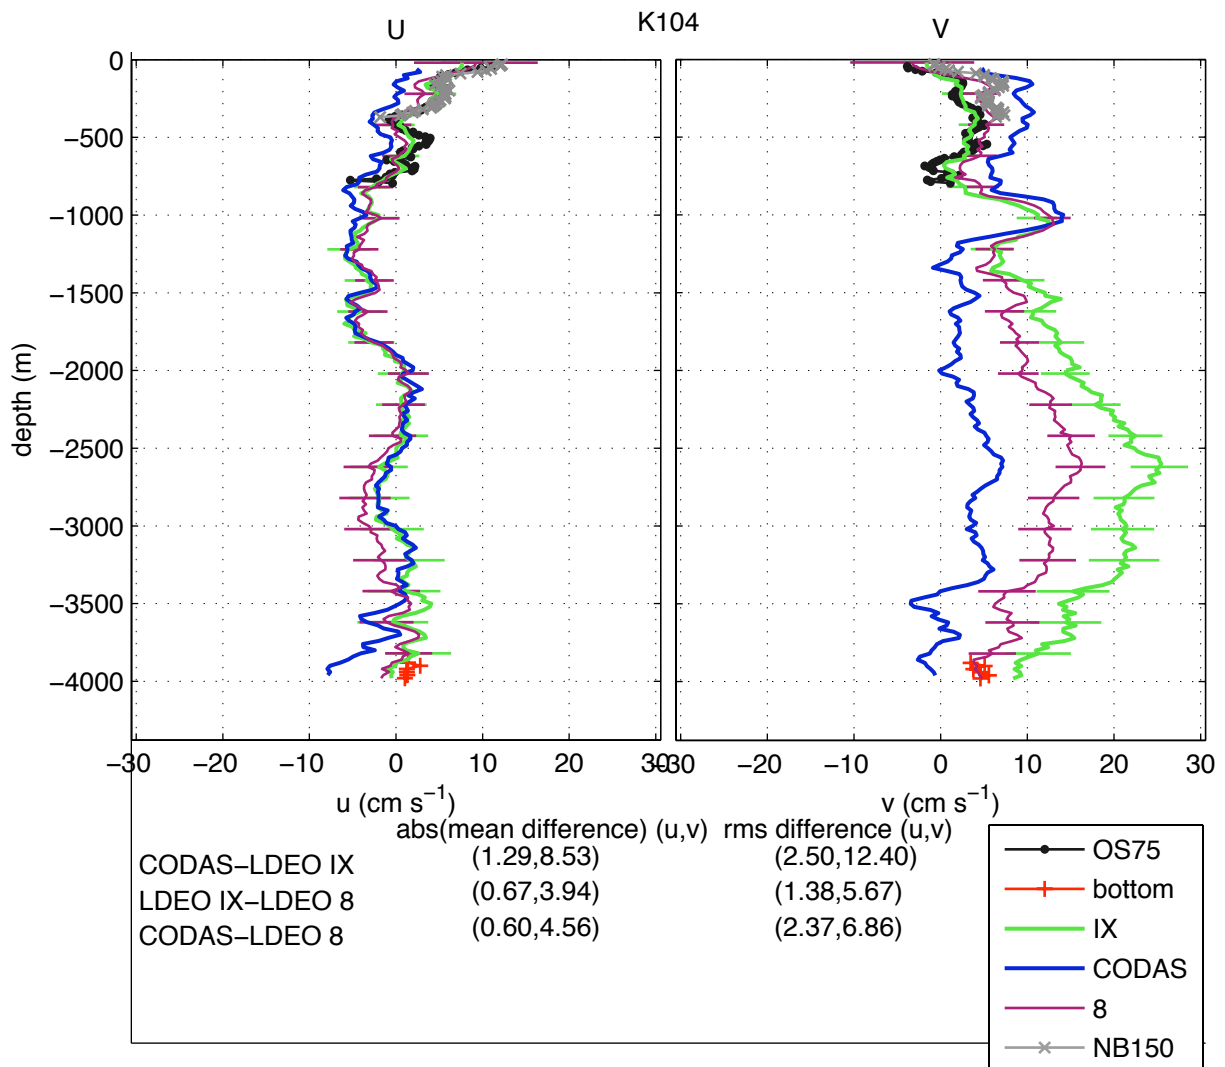 K104
U
V
0
−500
−1000
−1500
−2000
−2500
−3000
−3500
−4000
depth (m)
−30 −20 −10 0 10 20 30
−30 −20 −10 0 10 20 30
u (cm s−1)
v (cm s−1)
abs(mean difference) (u,v) rms difference (u,v)
CODAS−LDEO IX (1.29,8.53) (2.50,12.40)
LDEO IX−LDEO 8 (0.67,3.94) (1.38,5.67)
CODAS−LDEO 8 (0.60,4.56) (2.37,6.86)
OS75
bottom
IX
CODAS
8
NB150